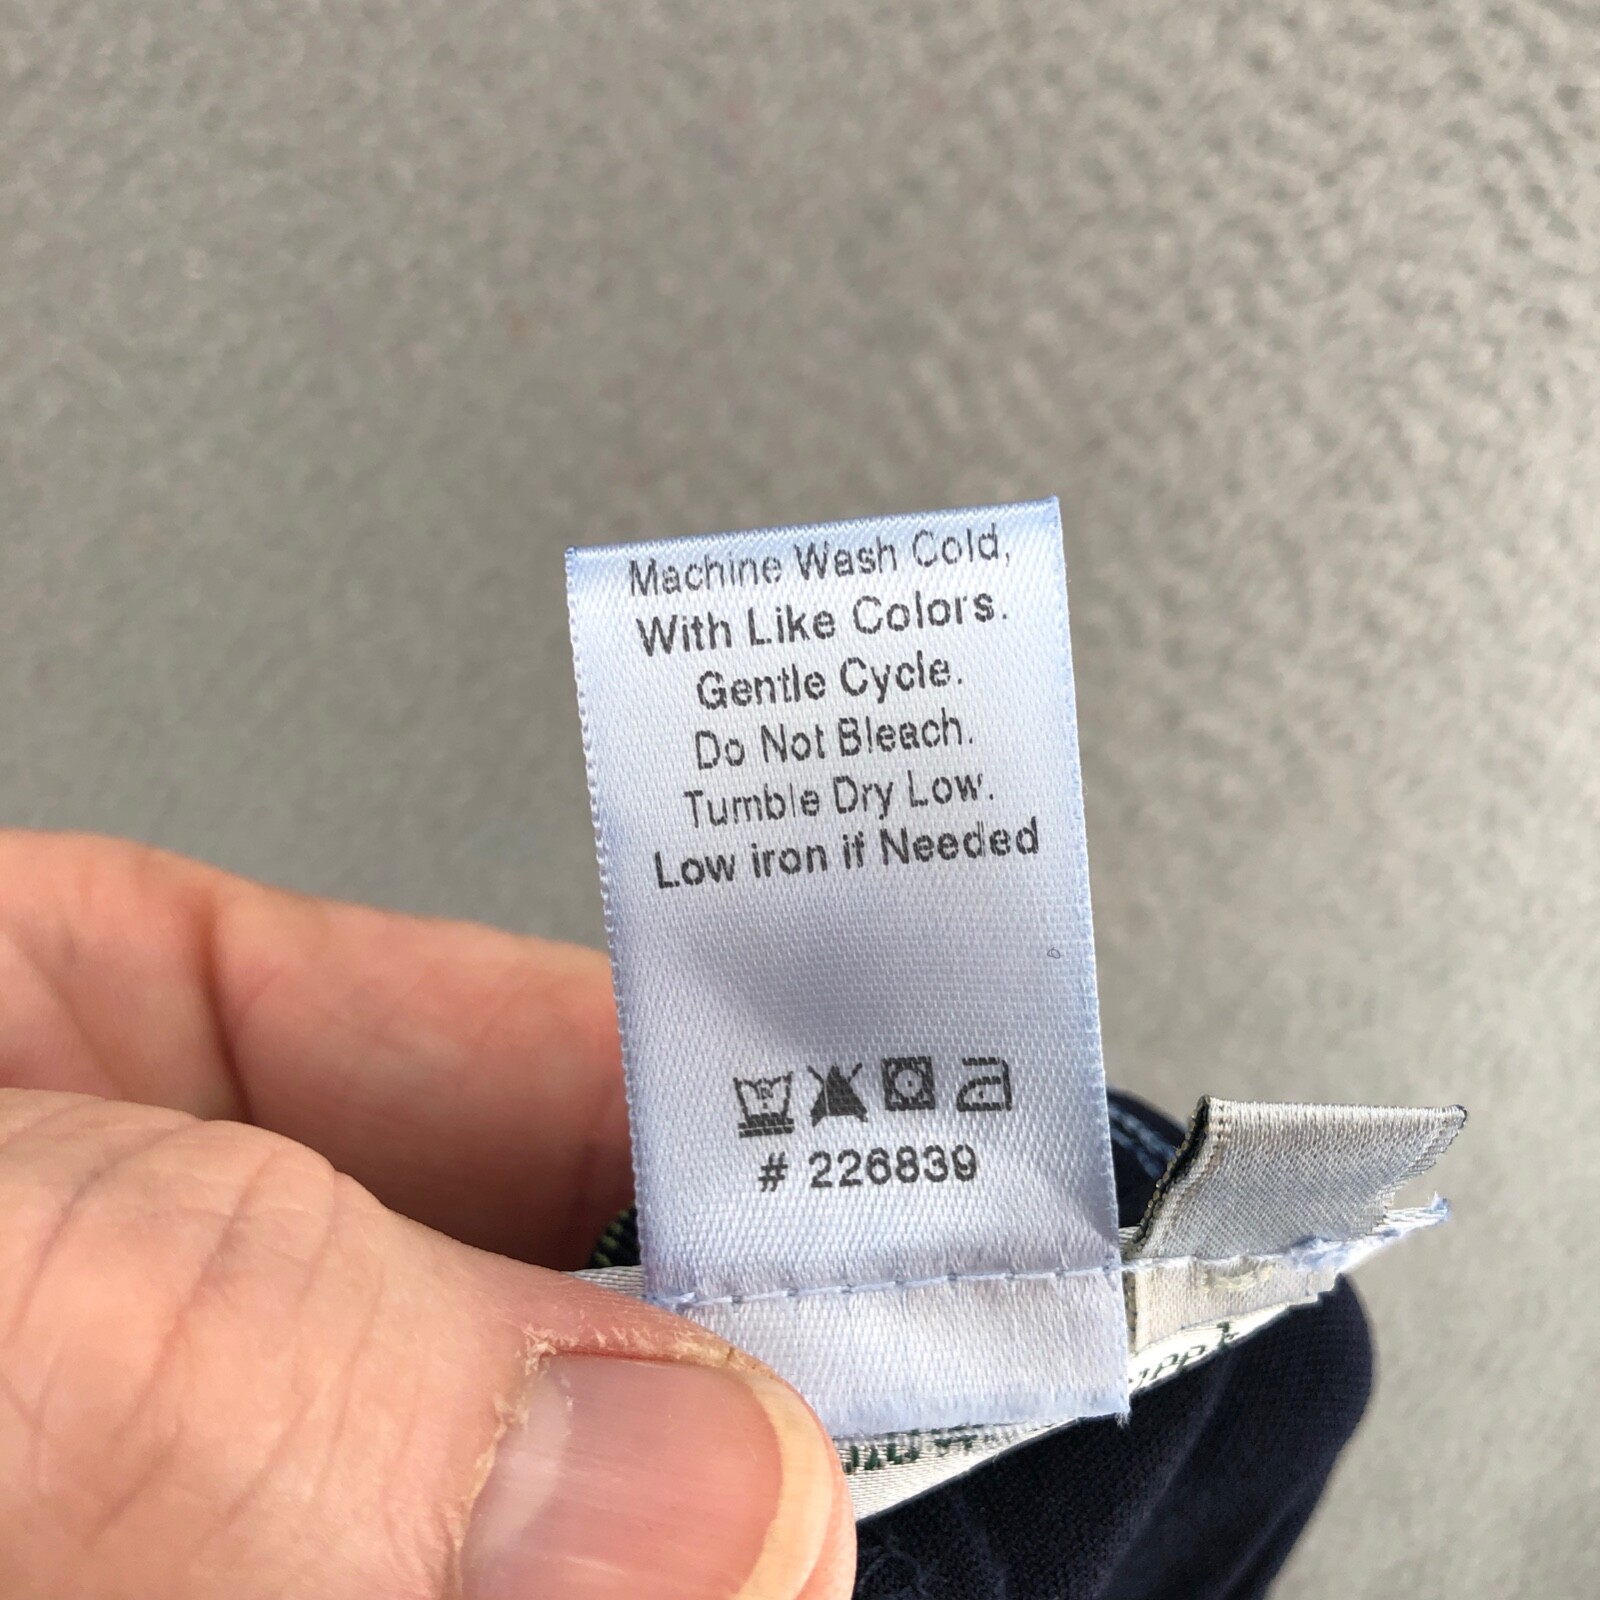 Machine Wash Cold,
With Like Colors.
Gentle Cycle.
Do Not Bleach.
Tumble Dry Low.
Low iron if Needed
# 226839